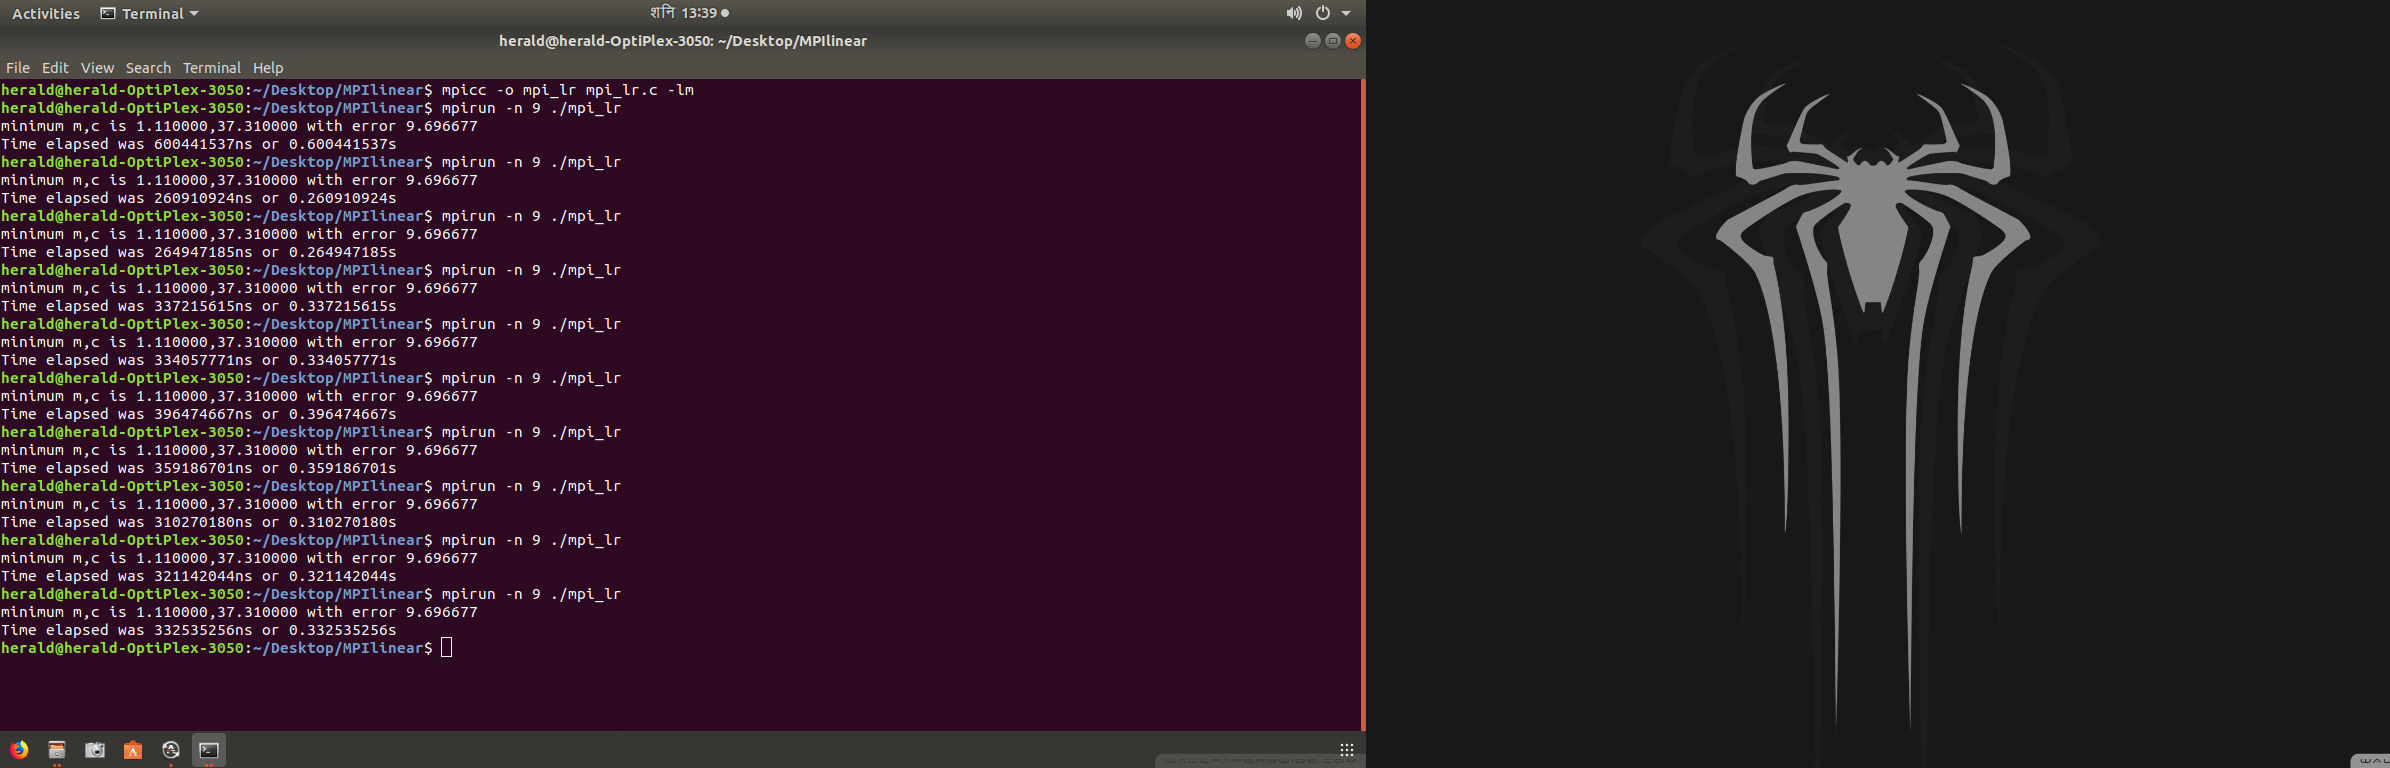 Activities Terminal शनि 13:39
herald@herald-OptiPlex-3050: ~/Desktop/MPIlinear
File Edit View Search Terminal Help
herald@herald-OptiPlex-3050:~/Desktop/MPIlinear$ mpicc -o mpi_lr mpi_lr.c -lm
herald@herald-OptiPlex-3050:~/Desktop/MPIlinear$ mpirun -n 9 ./mpi_lr
minimum m,c is 1.110000,37.310000 with error 9.696677
Time elapsed was 600441537ns or 0.600441537s
herald@herald-OptiPlex-3050:~/Desktop/MPIlinear$ mpirun -n 9 ./mpi_lr
minimum m,c is 1.110000,37.310000 with error 9.696677
Time elapsed was 260910924ns or 0.260910924s
herald@herald-OptiPlex-3050:~/Desktop/MPIlinear$ mpirun -n 9 ./mpi_lr
minimum m,c is 1.110000,37.310000 with error 9.696677
Time elapsed was 264947185ns or 0.264947185s
herald@herald-OptiPlex-3050:~/Desktop/MPIlinear$ mpirun -n 9 ./mpi_lr
minimum m,c is 1.110000,37.310000 with error 9.696677
Time elapsed was 337215615ns or 0.337215615s
herald@herald-OptiPlex-3050:~/Desktop/MPIlinear$ mpirun -n 9 ./mpi_lr
minimum m,c is 1.110000,37.310000 with error 9.696677
Time elapsed was 334057771ns or 0.334057771s
herald@herald-OptiPlex-3050:~/Desktop/MPIlinear$ mpirun -n 9 ./mpi_lr
minimum m,c is 1.110000,37.310000 with error 9.696677
Time elapsed was 396474667ns or 0.396474667s
herald@herald-OptiPlex-3050:~/Desktop/MPIlinear$ mpirun -n 9 ./mpi_lr
minimum m,c is 1.110000,37.310000 with error 9.696677
Time elapsed was 359186701ns or 0.359186701s
herald@herald-OptiPlex-3050:~/Desktop/MPIlinear$ mpirun -n 9 ./mpi_lr
minimum m,c is 1.110000,37.310000 with error 9.696677
Time elapsed was 310270180ns or 0.310270180s
herald@herald-OptiPlex-3050:~/Desktop/MPIlinear$ mpirun -n 9 ./mpi_lr
minimum m,c is 1.110000,37.310000 with error 9.696677
Time elapsed was 321142044ns or 0.321142044s
herald@herald-OptiPlex-3050:~/Desktop/MPIlinear$ mpirun -n 9 ./mpi_lr
minimum m,c is 1.110000,37.310000 with error 9.696677
Time elapsed was 332535256ns or 0.332535256s
herald@herald-OptiPlex-3050:~/Desktop/MPIlinear$